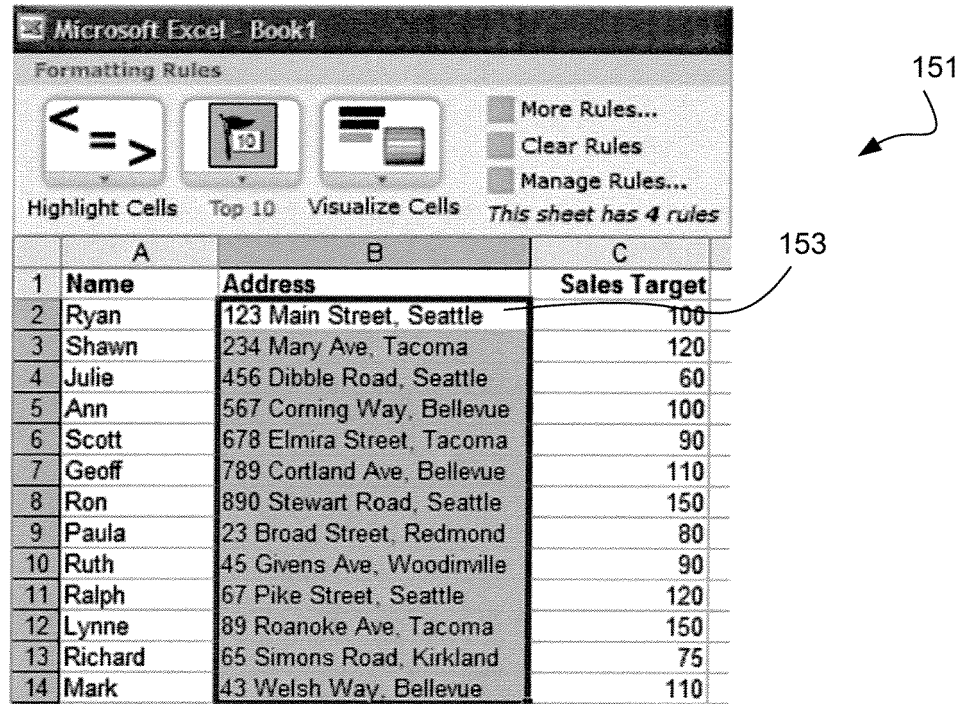 Microsoft Excel - Book1
Formatting Rules
151
< = >
10
More Rules...
Clear Rules
Manage Rules...
Highlight Cells Top 10 Visualize Cells This sheet has 4 rules
153
A B C
1 Name Address Sales Target
2 Ryan 123 Main Street, Seattle 100
3 Shawn 234 Mary Ave, Tacoma 120
4 Julie 456 Dibble Road, Seattle 60
5 Ann 567 Corning Way, Bellevue 100
6 Scott 678 Elmira Street, Tacoma 90
7 Geoff 789 Cortland Ave, Bellevue 110
8 Ron 890 Stewart Road, Seattle 150
9 Paula 23 Broad Street, Redmond 80
10 Ruth 45 Givens Ave, Woodinville 90
11 Ralph 67 Pike Street, Seattle 120
12 Lynne 89 Roanoke Ave, Tacoma 150
13 Richard 65 Simons Road, Kirkland 75
14 Mark 43 Welsh Way, Bellevue 110